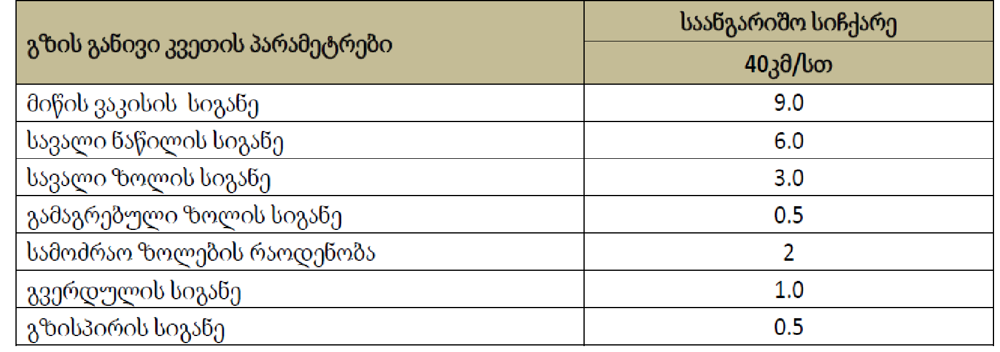 გზის განივი კვეთის პარამეტრები
საანგარიშო სიჩქარე
40კმ/სთ
მიწის ვაკისის სიგანე 9.0
სავალი ნაწილის სიგანე 6.0
სავალი ზოლის სიგანე 3.0
გამაგრებული ზოლის სიგანე 0.5
სამოძრაო ზოლების რაოდენობა 2
გვერდულის სიგანე 1.0
გზისპირის სიგანე 0.5